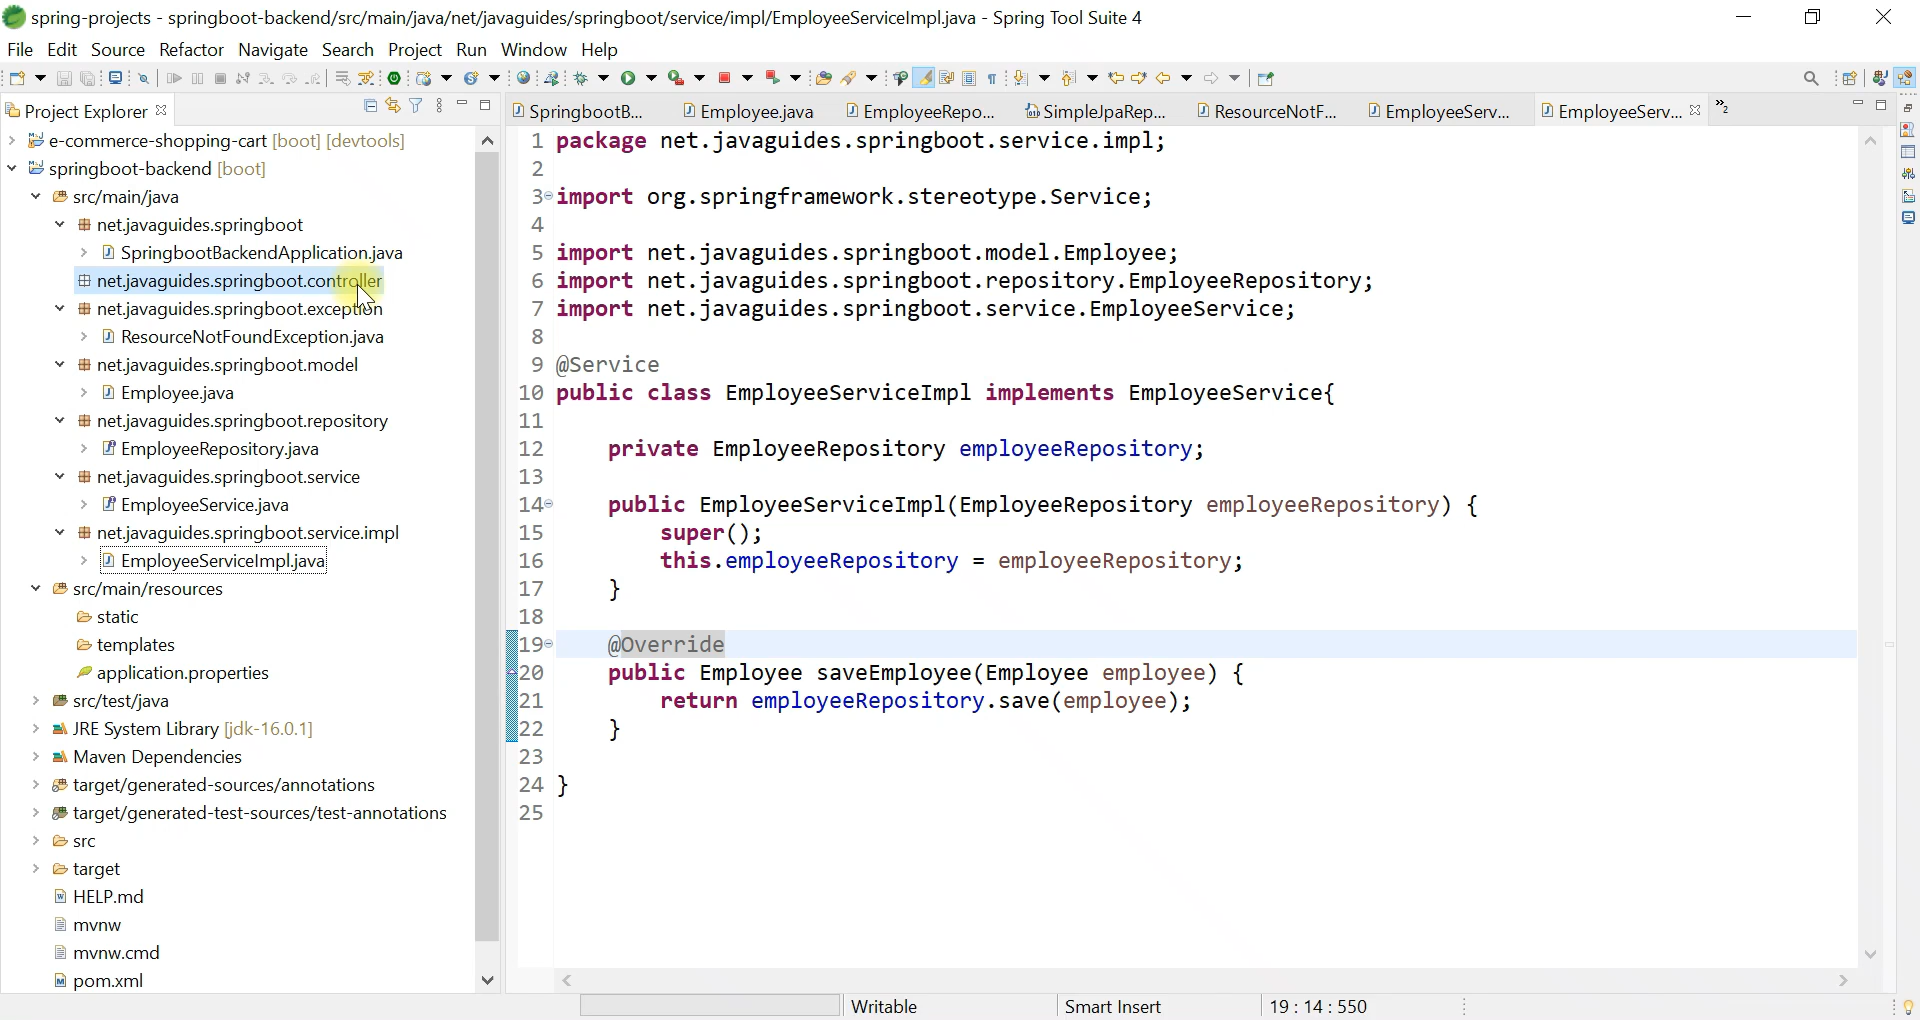 spring-projects - springboot-backend/src/main/java/net/javaguides/springboot/service/impl/EmployeeServiceImpl.java - Spring Tool Suite 4
File Edit Source Refactor Navigate Search Project Run Window Help
Project Explorer
e-commerce-shopping-cart [boot] [devtools]
springboot-backend [boot]
src/main/java
net.javaguides.springboot
SpringbootBackendApplication.java
net.javaguides.springboot.controller
net.javaguides.springboot.exception
ResourceNotFoundException.java
net.javaguides.springboot.model
Employee.java
net.javaguides.springboot.repository
EmployeeRepository.java
net.javaguides.springboot.service
EmployeeService.java
net.javaguides.springboot.service.impl
EmployeeServiceImpl.java
src/main/resources
static
templates
application.properties
src/test/java
JRE System Library [jdk-16.0.1]
Maven Dependencies
target/generated-sources/annotations
target/generated-test-sources/test-annotations
src
target
HELP.md
mvnw
mvnw.cmd
pom.xml
SpringbootB... Employee.java EmployeeRepo... SimpleJpaRep... ResourceNotF... EmployeeServ... EmployeeServ... »2
1 package net.javaguides.springboot.service.impl;
2
3 import org.springframework.stereotype.Service;
4
5 import net.javaguides.springboot.model.Employee;
6 import net.javaguides.springboot.repository.EmployeeRepository;
7 import net.javaguides.springboot.service.EmployeeService;
8
9 @Service
10 public class EmployeeServiceImpl implements EmployeeService{
11
12 private EmployeeRepository employeeRepository;
13
14 public EmployeeServiceImpl(EmployeeRepository employeeRepository) {
15 super();
16 this.employeeRepository = employeeRepository;
17 }
18
19 @Override
20 public Employee saveEmployee(Employee employee) {
21 return employeeRepository.save(employee);
22 }
23
24 }
25
Writable Smart Insert 19 : 14 : 550